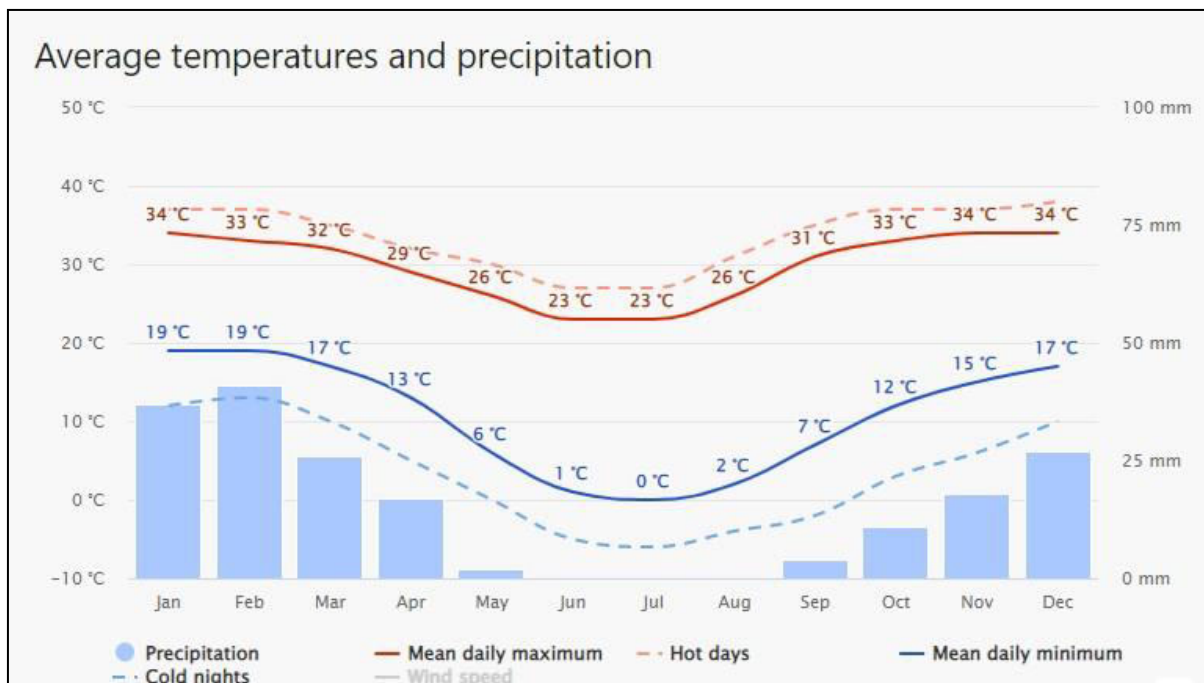 Average temperatures and precipitation
50 °C 100 mm
40 °C
34 °C 33 °C 32 °C 29 °C 26 °C 23 °C 23 °C 26 °C 31 °C 33 °C 34 °C 34 °C
75 mm
30 °C
20 °C 50 mm
19 °C 19 °C 17 °C 13 °C 6 °C 1 °C 0 °C 2 °C 7 °C 12 °C 15 °C 17 °C
10 °C
25 mm
0 °C
-10 °C 0 mm
Jan Feb Mar Apr May Jun Jul Aug Sep Oct Nov Dec
Precipitation Mean daily maximum Hot days Mean daily minimum
Cold nights Wind speed